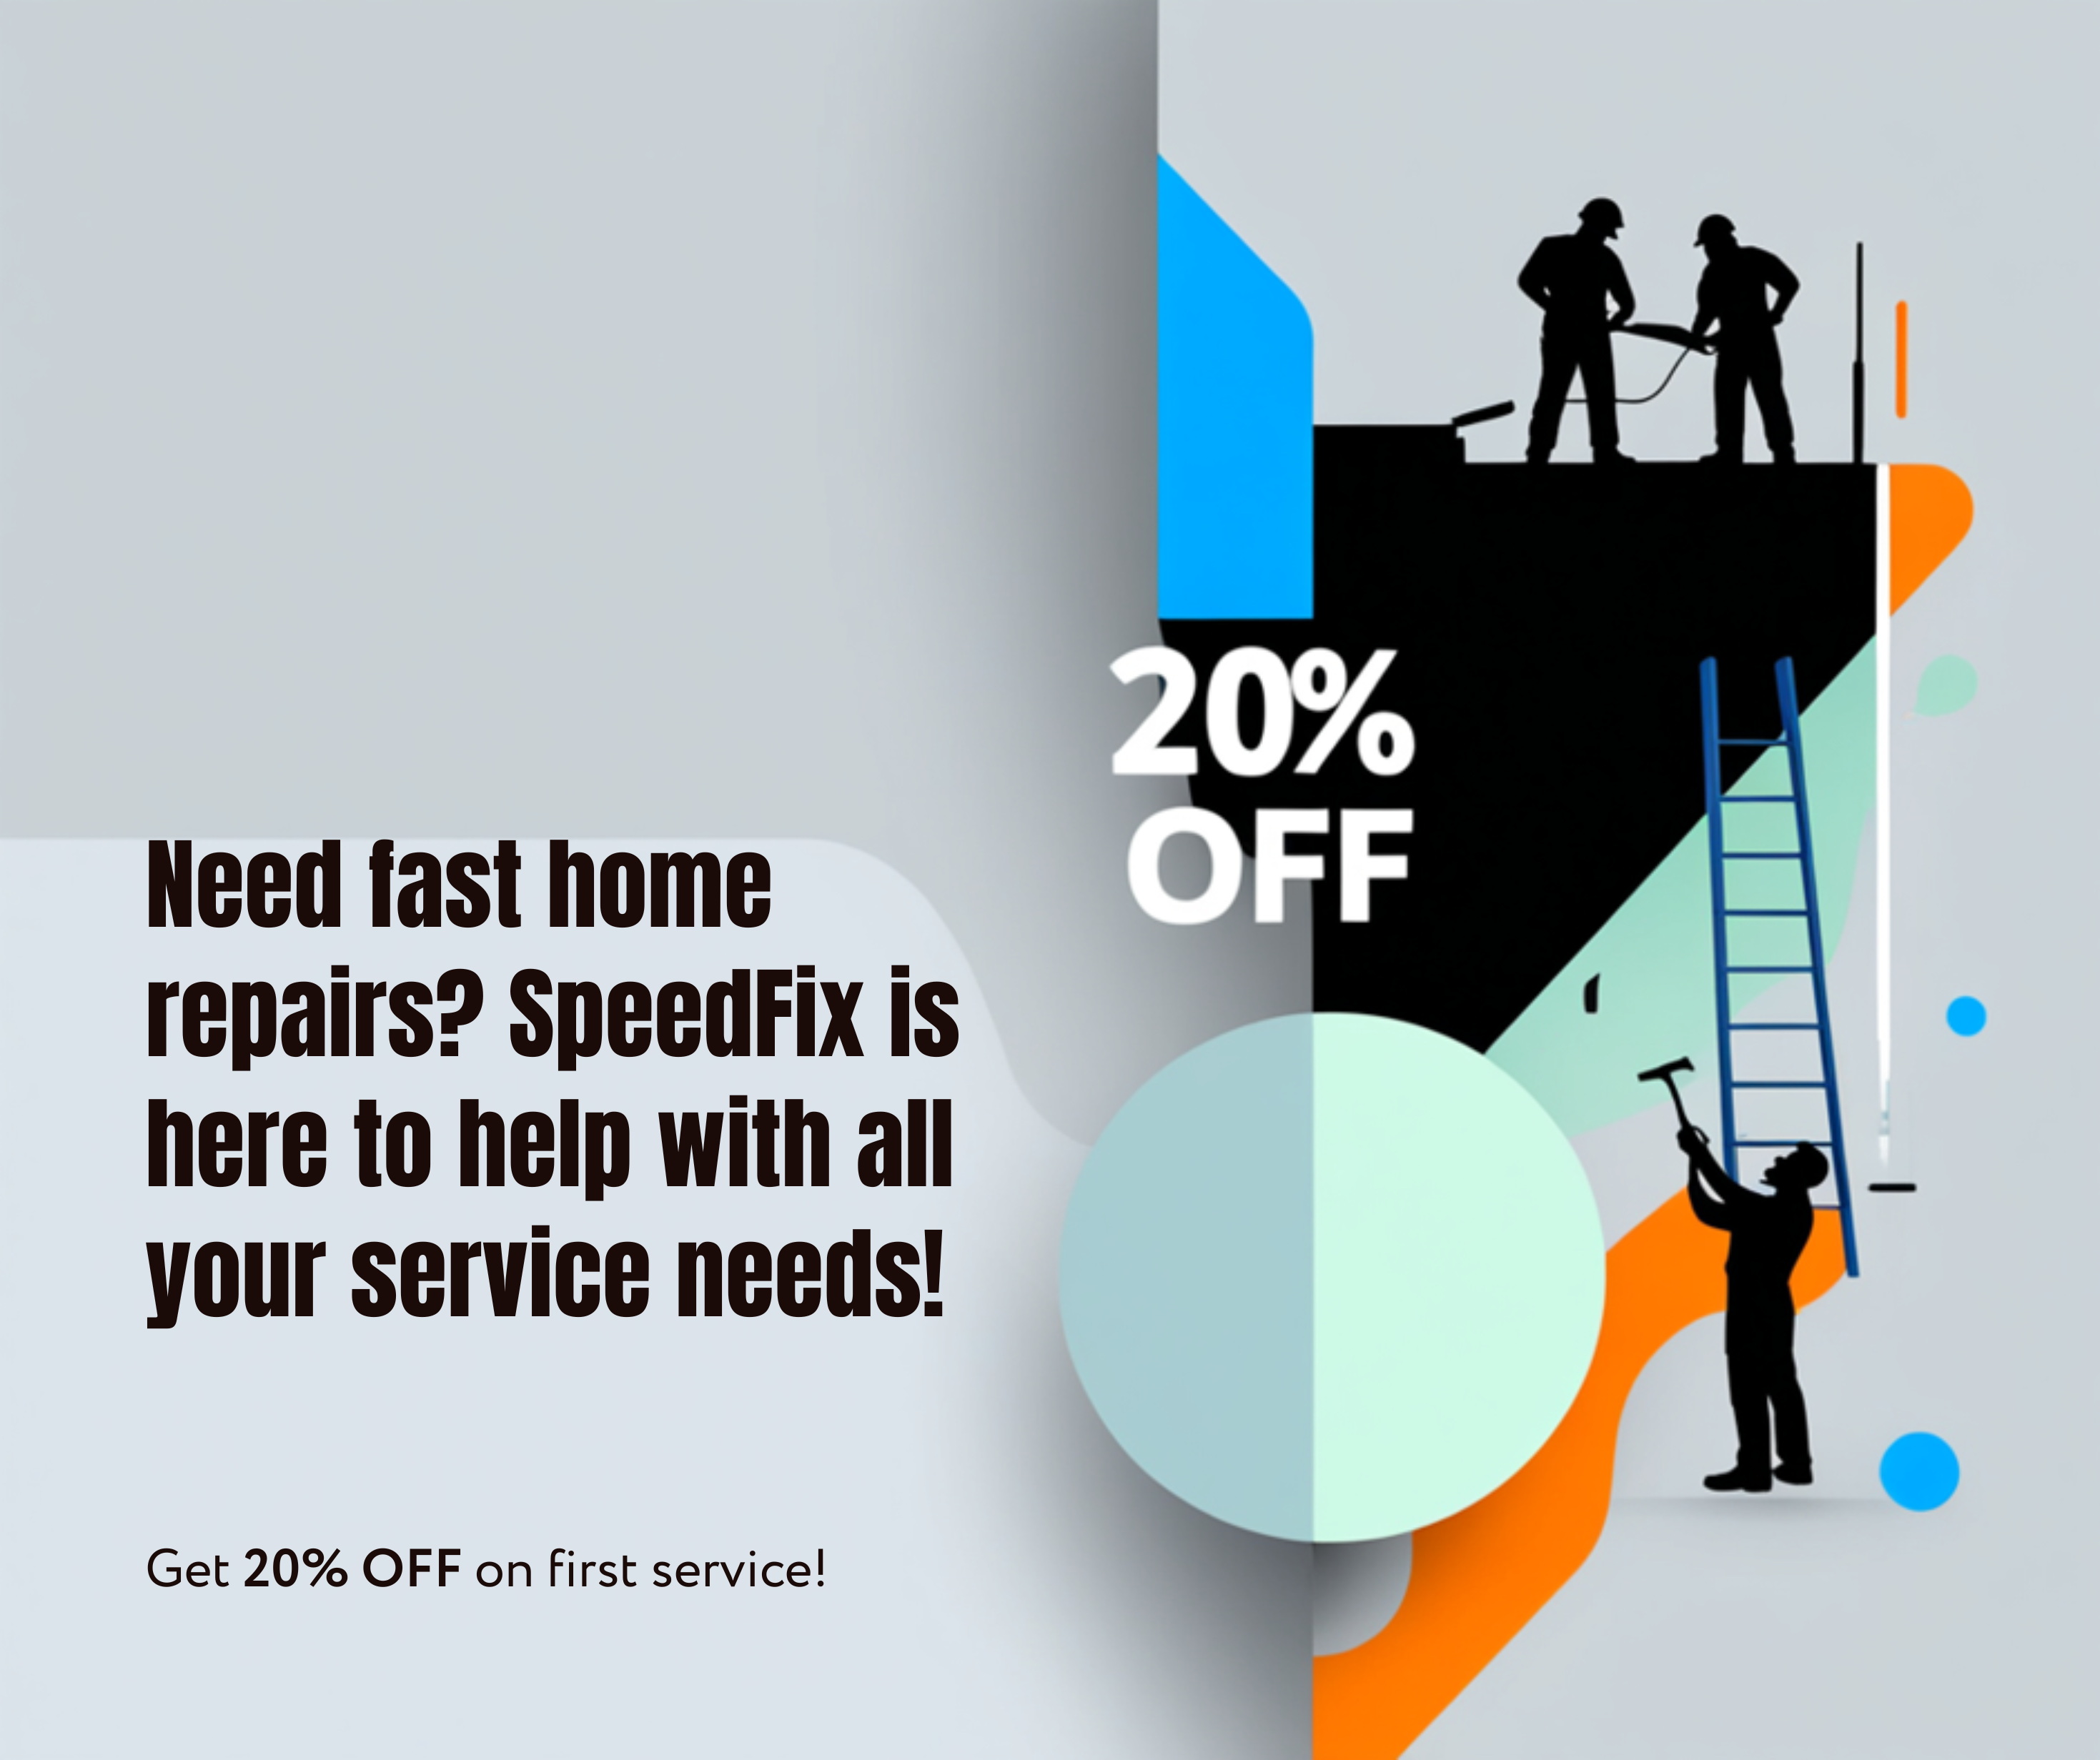 20%
OFF
Need fast home
repairs? SpeedFix is
here to help with all
your service needs!
Get 20% OFF on first service!